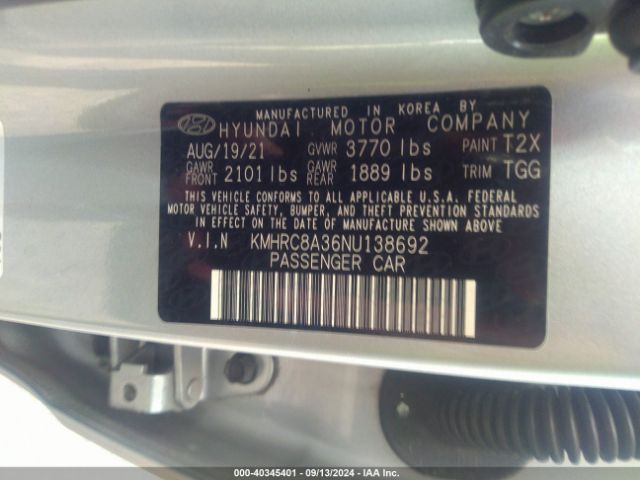 MANUFACTURED IN KOREA BY
HYUNDAI MOTOR COMPANY
AUG/19/21 GVWR 3770 lbs PAINT T2X
GAWR FRONT 2101 lbs GAWR REAR 1889 lbs TRIM TGG
THIS VEHICLE CONFORMS TO ALL APPLICABLE U.S.A. FEDERAL
MOTOR VEHICLE SAFETY, BUMPER, AND THEFT PREVENTION STANDARDS
IN EFFECT ON THE DATE OF MANUFACTURE SHOWN ABOVE.
V.I.N KMHRC8A36NU138692
PASSENGER CAR
000-40345401 - 09/13/2024 - IAA Inc.